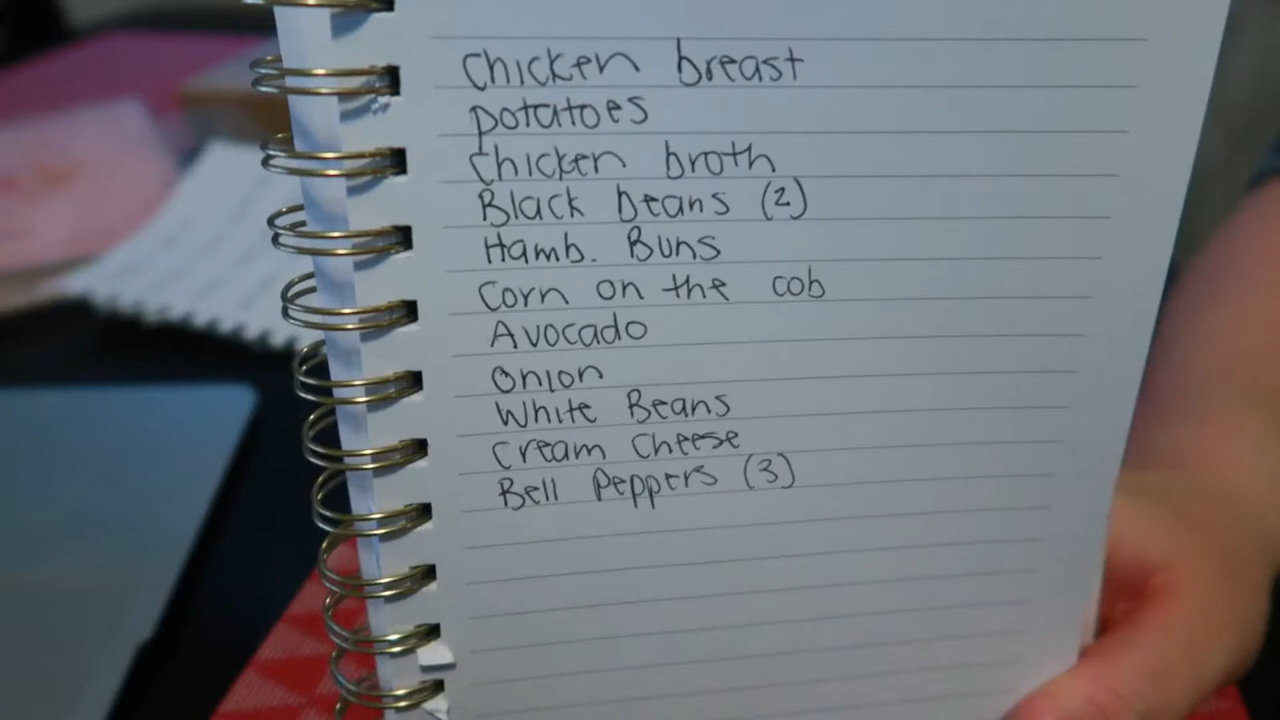 Chicken breast
potatoes
Chicken broth
Black beans (2)
Hamb. Buns
Corn on the cob
Avocado
Onion
White Beans
Cream Cheese
Bell Peppers (3)